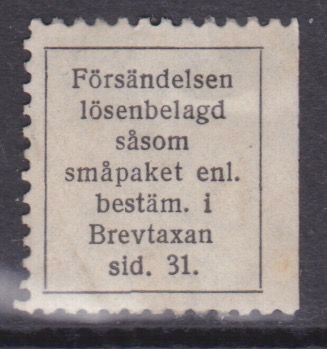 Försändelsen
lösenbelagd
såsom
småpaket enl.
bestäm. i
Brevtaxan
sid. 31.